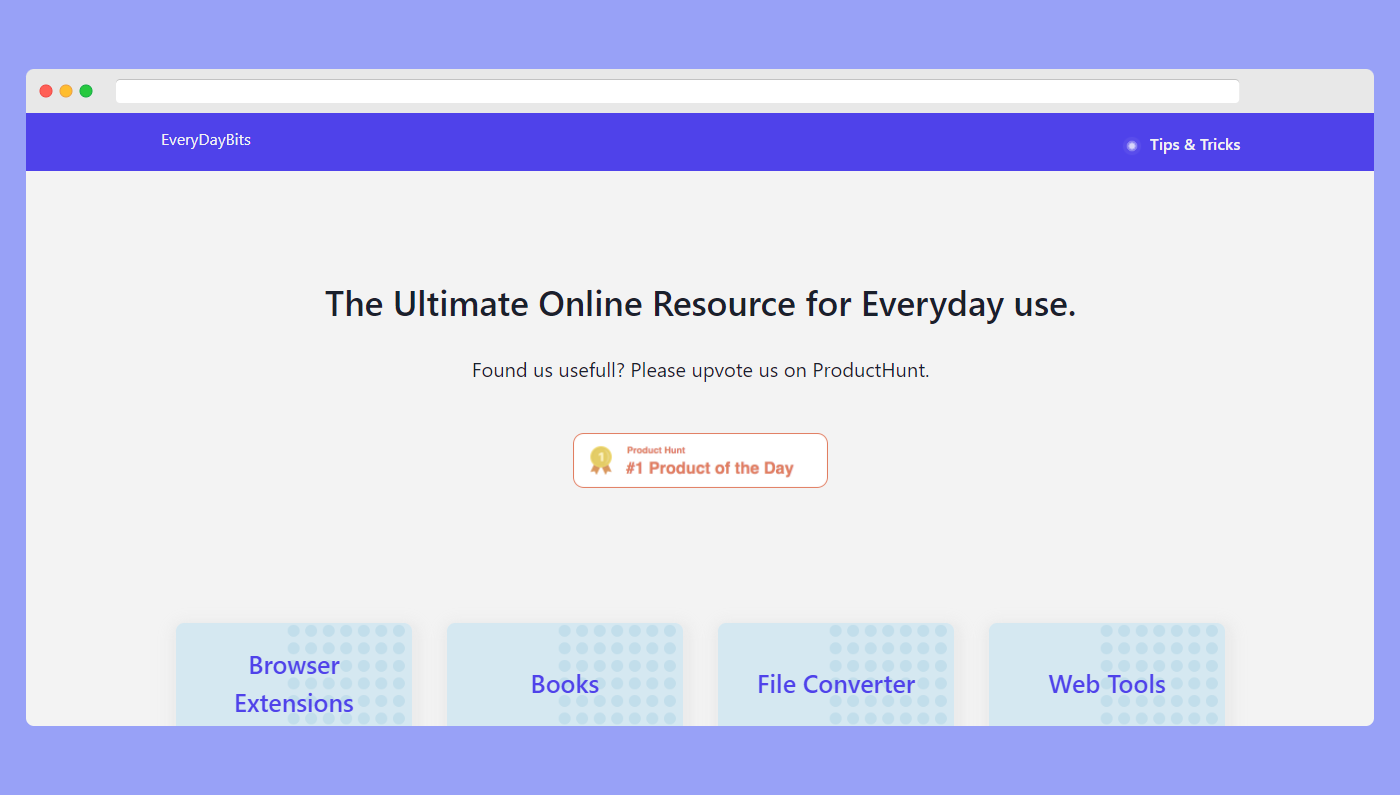 EveryDayBits
Tips & Tricks
The Ultimate Online Resource for Everyday use.
Found us usefull? Please upvote us on ProductHunt.
1
Product Hunt
#1 Product of the Day
Browser
Extensions
Books
File Converter
Web Tools